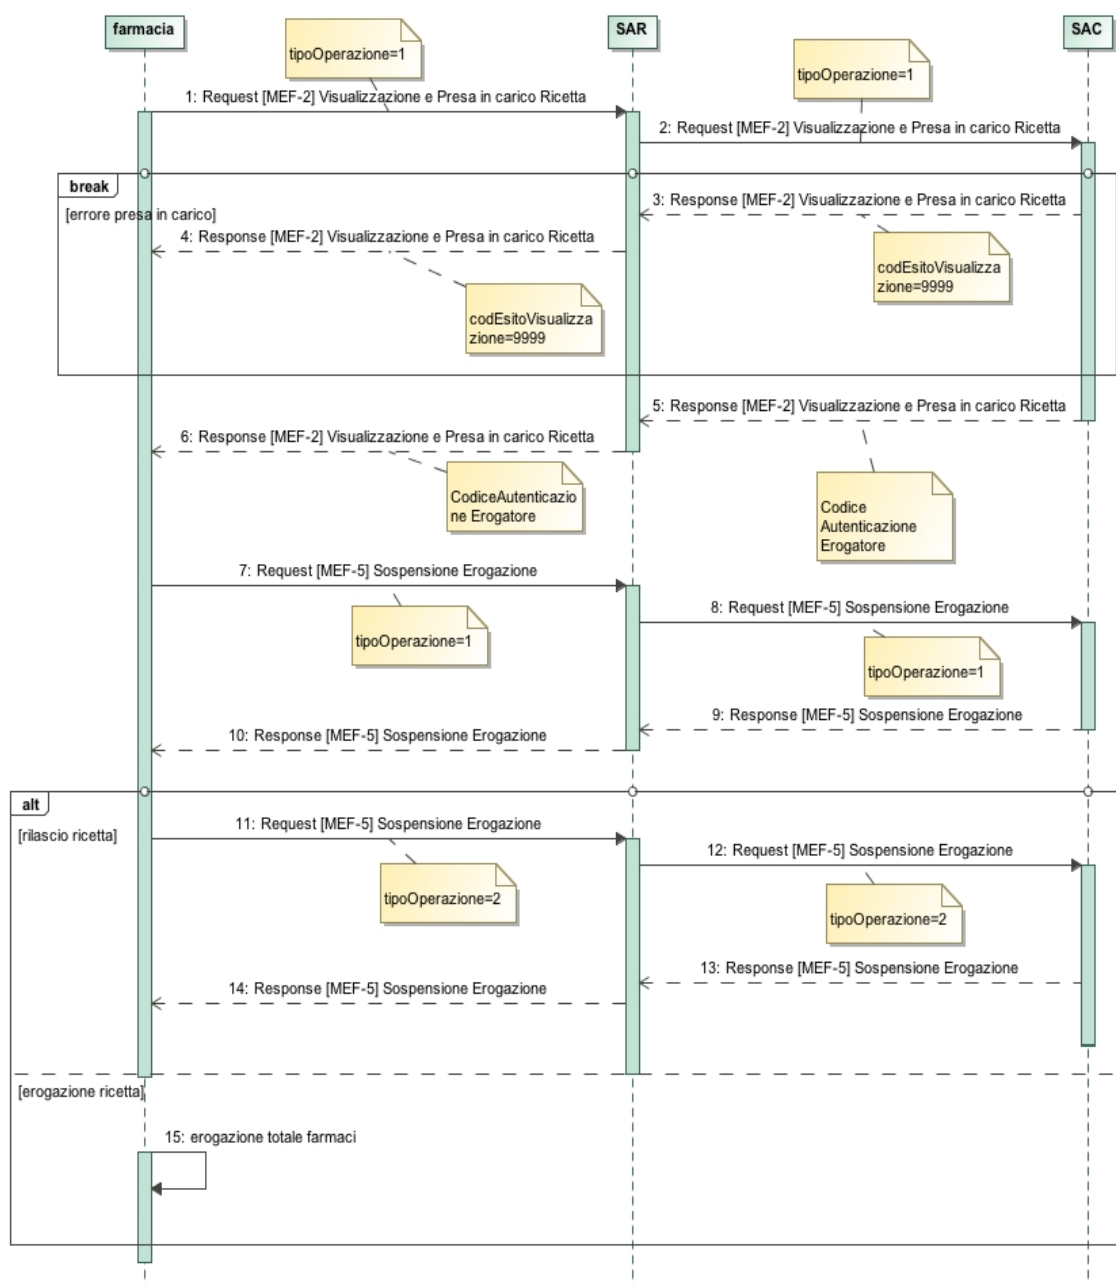 farmacia
SAR
SAC
tipoOperazione=1
tipoOperazione=1
1: Request [MEF-2] Visualizzazione e Presa in carico Ricetta
2: Request [MEF-2] Visualizzazione e Presa in carico Ricetta
break
[errore presa in carico]
3: Response [MEF-2] Visualizzazione e Presa in carico Ricetta
4: Response [MEF-2] Visualizzazione e Presa in carico Ricetta
codEsitoVisualizza
zione=9999
codEsitoVisualizza
zione=9999
5: Response [MEF-2] Visualizzazione e Presa in carico Ricetta
6: Response [MEF-2] Visualizzazione e Presa in carico Ricetta
CodiceAutenticazio
ne Erogatore
Codice
Autenticazione
Erogatore
7: Request [MEF-5] Sospensione Erogazione
8: Request [MEF-5] Sospensione Erogazione
tipoOperazione=1
tipoOperazione=1
9: Response [MEF-5] Sospensione Erogazione
10: Response [MEF-5] Sospensione Erogazione
alt
[rilascio ricetta]
11: Request [MEF-5] Sospensione Erogazione
12: Request [MEF-5] Sospensione Erogazione
tipoOperazione=2
tipoOperazione=2
13: Response [MEF-5] Sospensione Erogazione
14: Response [MEF-5] Sospensione Erogazione
[erogazione ricetta]
15: erogazione totale farmaci